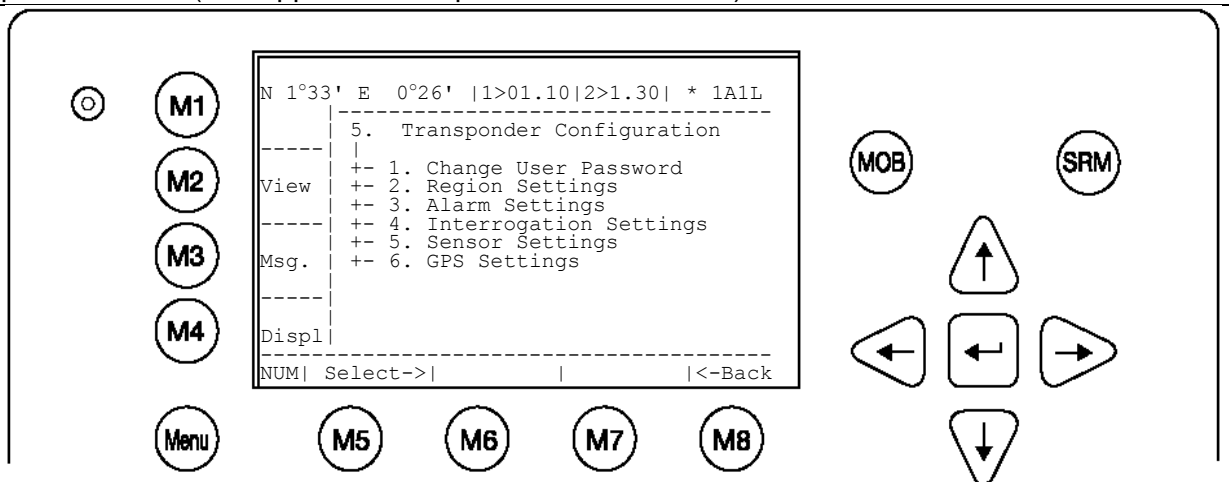 M1
M2
M3
M4
N 1°33' E 0°26' |1>01.10|2>1.30| * 1A1L
5. Transponder Configuration
+- 1. Change User Password
View | +- 2. Region Settings
+- 3. Alarm Settings
+- 4. Interrogation Settings
+- 5. Sensor Settings
Msg. | +- 6. GPS Settings
Displ|
NUM| Select->| | |<-Back
MOB
SRM
Menu
M5
M6
M7
M8